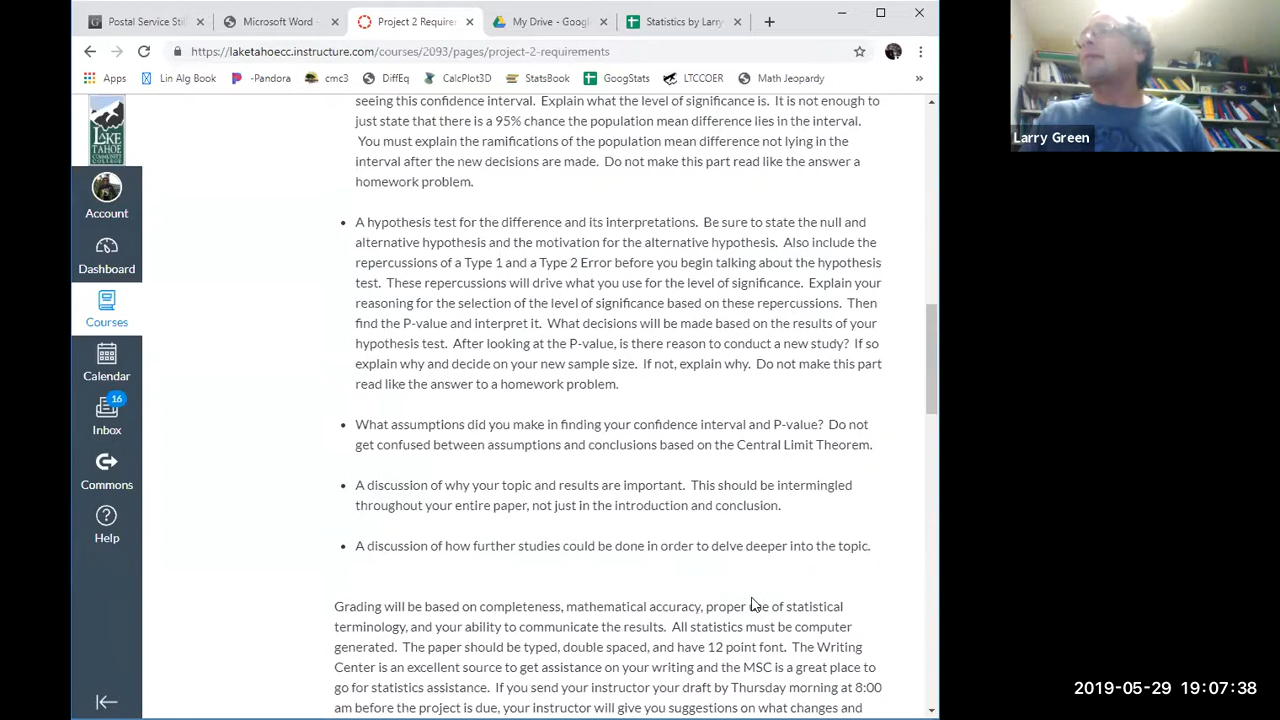 Postal Service Sti
Microsoft Word -
Project 2 Requirer
My Drive - Googl
Statistics by Larry
https://laketahoecc.instructure.com/courses/2093/pages/project-2-requirements
Apps
Lin Alg Book
-Pandora
cmc3
DiffEq
CalcPlot3D
StatsBook
GoogStats
LTCCOER
Math Jeopardy
»
LAKE TAHOE
COMMUNITY
COLLEGE
Account
Dashboard
Courses
Calendar
16
Inbox
Commons
Help
seeing this confidence interval. Explain what the level of significance is. It is not enough to
just state that there is a 95% chance the population mean difference lies in the interval.
You must explain the ramifications of the population mean difference not lying in the
interval after the new decisions are made. Do not make this part read like the answer a
homework problem.
• A hypothesis test for the difference and its interpretations. Be sure to state the null and
alternative hypothesis and the motivation for the alternative hypothesis. Also include the
repercussions of a Type 1 and a Type 2 Error before you begin talking about the hypothesis
test. These repercussions will drive what you use for the level of significance. Explain your
reasoning for the selection of the level of significance based on these repercussions. Then
find the P-value and interpret it. What decisions will be made based on the results of your
hypothesis test. After looking at the P-value, is there reason to conduct a new study? If so
explain why and decide on your new sample size. If not, explain why. Do not make this part
read like the answer to a homework problem.
• What assumptions did you make in finding your confidence interval and P-value? Do not
get confused between assumptions and conclusions based on the Central Limit Theorem.
• A discussion of why your topic and results are important. This should be intermingled
throughout your entire paper, not just in the introduction and conclusion.
• A discussion of how further studies could be done in order to delve deeper into the topic.
Grading will be based on completeness, mathematical accuracy, proper use of statistical
terminology, and your ability to communicate the results. All statistics must be computer
generated. The paper should be typed, double spaced, and have 12 point font. The Writing
Center is an excellent source to get assistance on your writing and the MSC is a great place to
go for statistics assistance. If you send your instructor your draft by Thursday morning at 8:00
am before the project is due, your instructor will give you suggestions on what changes and
Larry Green
2019-05-29 19:07:38